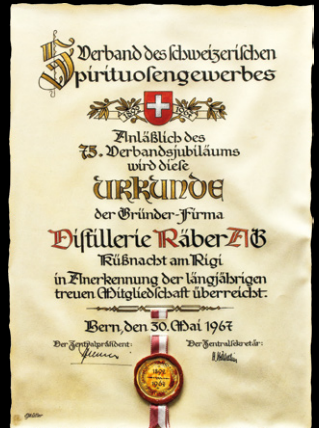 Verband des schweizerischen
Spirituosengewerbes
Anläßlich des
75. Verbandsjubiläums
wird diese
URKUNDE
der Gründer-Firma
Distillerie Räber AG
Küßnacht am Rigi
in Anerkennung der langjährigen
treuen Mitgliedschaft überreicht.
Bern, den 30. Mai 1967
Der Zentralpräsident:
Der Zentralsekretär: